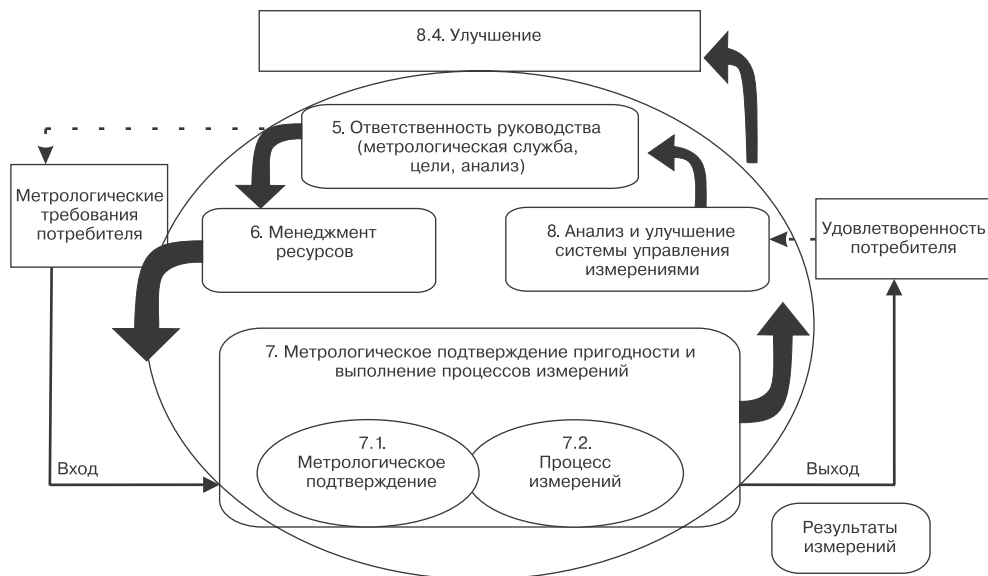 8.4. Улучшение
5. Ответственность руководства
(метрологическая служба,
цели, анализ)
Метрологические
требования
потребителя
6. Менеджмент
ресурсов
8. Анализ и улучшение
системы управления
измерениями
Удовлетворенность
потребителя
7. Метрологическое подтверждение пригодности и
выполнение процессов измерений
7.1.
Метрологическое
подтверждение
7.2.
Процесс
измерений
Вход
Выход
Результаты
измерений